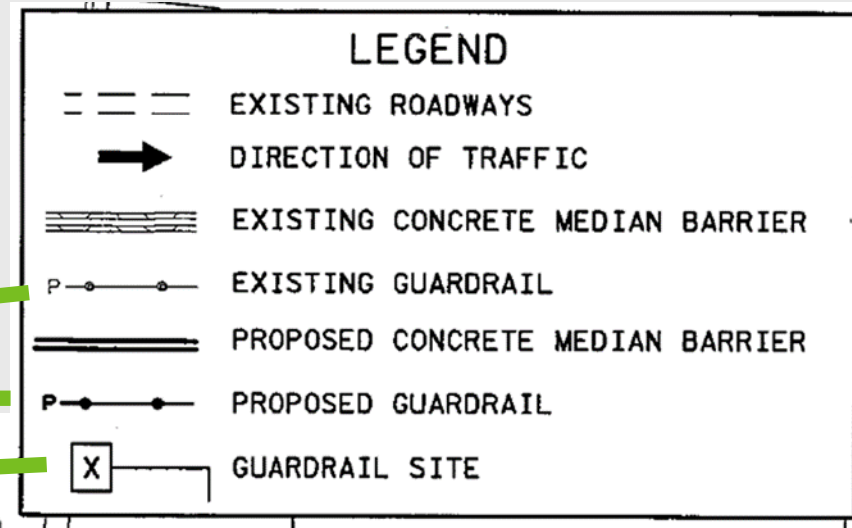 LEGEND
EXISTING ROADWAYS
DIRECTION OF TRAFFIC
EXISTING CONCRETE MEDIAN BARRIER
P EXISTING GUARDRAIL
PROPOSED CONCRETE MEDIAN BARRIER
P PROPOSED GUARDRAIL
X GUARDRAIL SITE